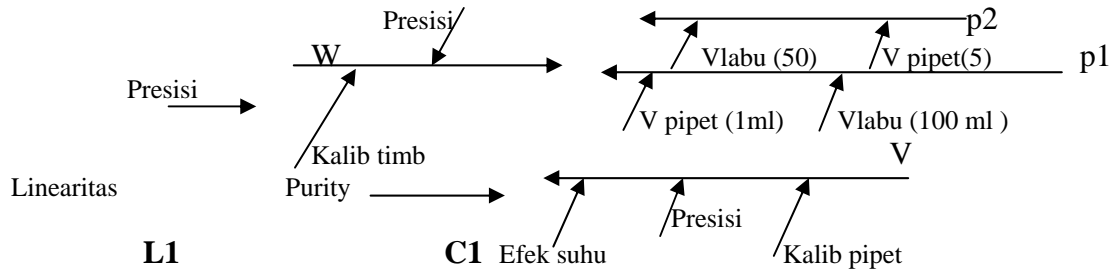 Presisi p2
W Vlabu (50) V pipet(5) p1
Presisi
V pipet (1ml) Vlabu (100 ml )
Kalib timb V
Linearitas Purity
Presisi
L1 C1 Efek suhu Kalib pipet